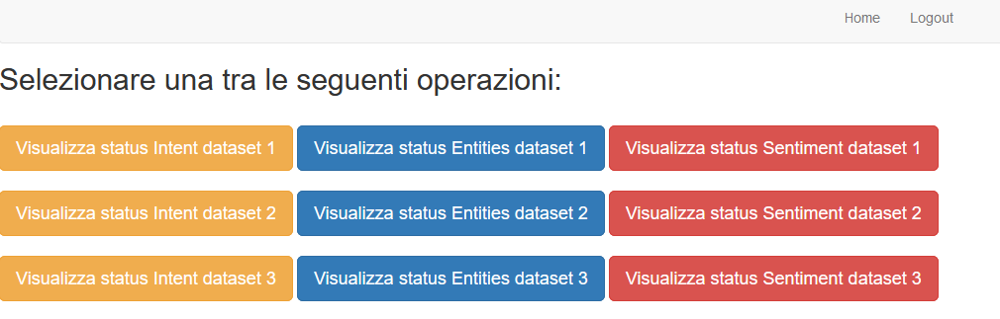 Home Logout
Selezionare una tra le seguenti operazioni:
Visualizza status Intent dataset 1 Visualizza status Entities dataset 1 Visualizza status Sentiment dataset 1
Visualizza status Intent dataset 2 Visualizza status Entities dataset 2 Visualizza status Sentiment dataset 2
Visualizza status Intent dataset 3 Visualizza status Entities dataset 3 Visualizza status Sentiment dataset 3